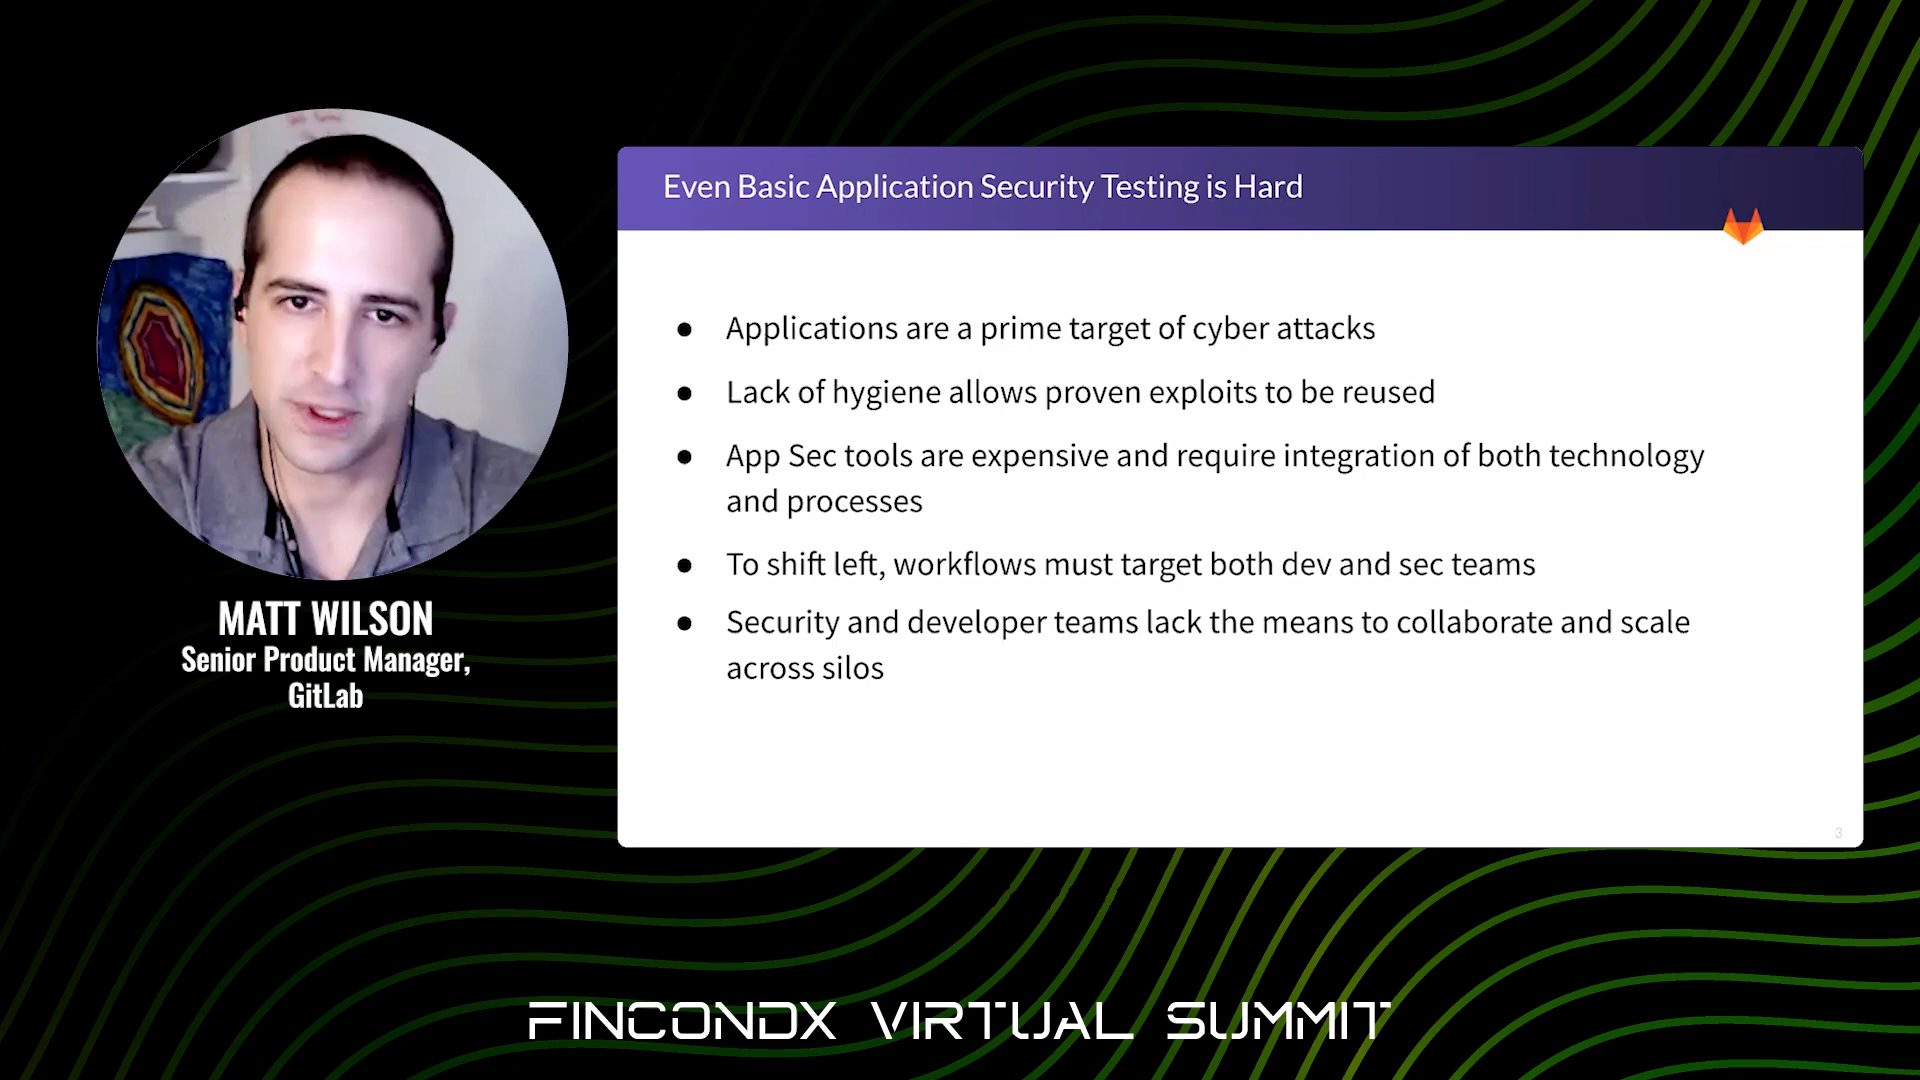 Even Basic Application Security Testing is Hard
● Applications are a prime target of cyber attacks
● Lack of hygiene allows proven exploits to be reused
● App Sec tools are expensive and require integration of both technology
and processes
● To shift left, workflows must target both dev and sec teams
● Security and developer teams lack the means to collaborate and scale
across silos
3
MATT WILSON
Senior Product Manager,
GitLab
FINCONDX VIRTUAL SUMMIT